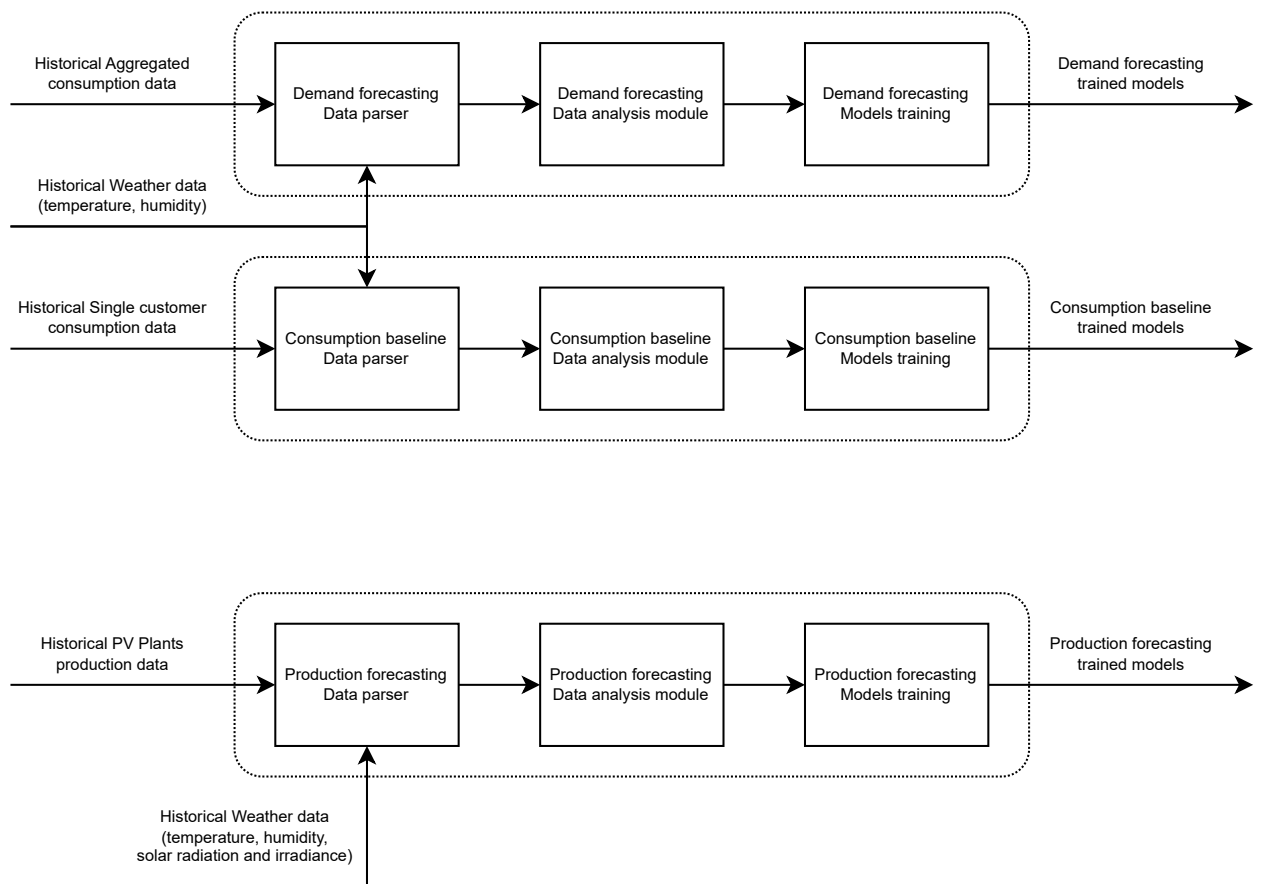 Historical Aggregated
consumption data
Demand forecasting
Data parser
Demand forecasting
Data analysis module
Demand forecasting
Models training
Demand forecasting
trained models
Historical Weather data
(temperature, humidity)
Historical Single customer
consumption data
Consumption baseline
Data parser
Consumption baseline
Data analysis module
Consumption baseline
Models training
Consumption baseline
trained models
Historical PV Plants
production data
Production forecasting
Data parser
Production forecasting
Data analysis module
Production forecasting
Models training
Production forecasting
trained models
Historical Weather data
(temperature, humidity,
solar radiation and irradiance)